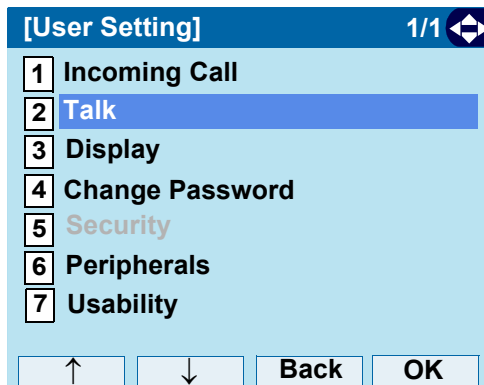 [User Setting] 1/1
1 Incoming Call
2 Talk
3 Display
4 Change Password
5 Security
6 Peripherals
7 Usability
↑ ↓ Back OK